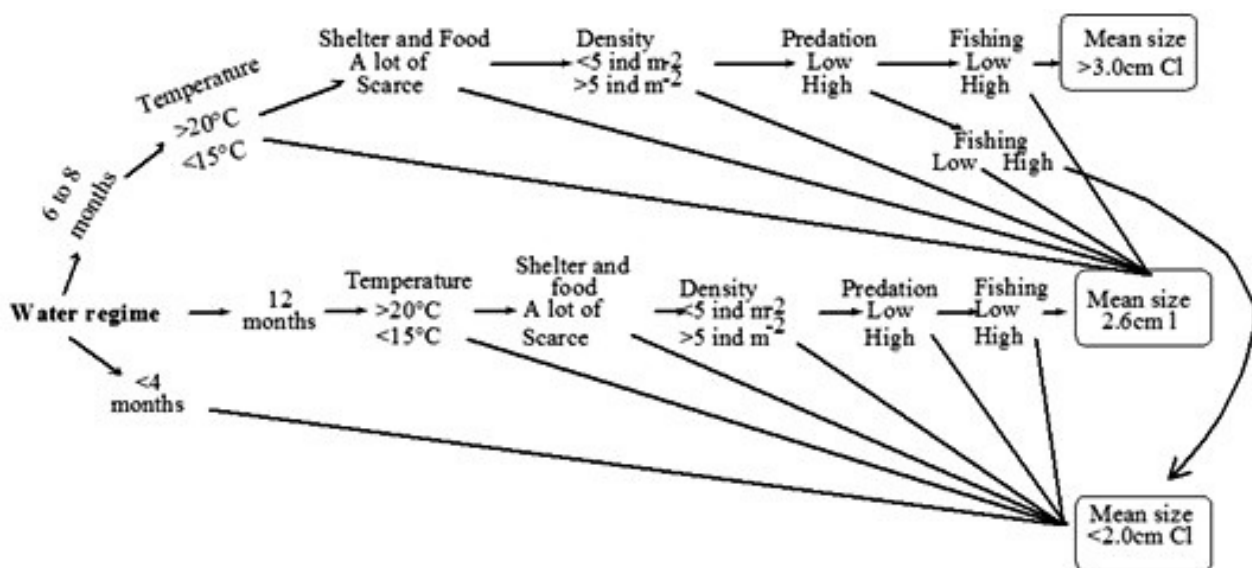 Shelter and Food
A lot of
Scarce
Density
<5 ind m-2
>5 ind m-2
Predation
Low
High
Fishing
Low
High
Mean size
>3.0cm Cl
Temperature
>20°C
<15°C
Fishing
Low High
6 to 8
months
Water regime
12
months
Temperature
>20°C
<15°C
Shelter and
food
A lot of
Scarce
Density
<5 ind m-2
>5 ind m-2
Predation
Low
High
Fishing
Low
High
Mean size
2.6cm l
<4
months
Mean size
<2.0cm Cl